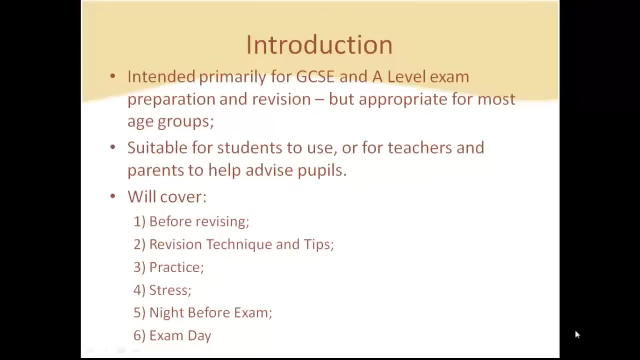 Introduction
• Intended primarily for GCSE and A Level exam
preparation and revision – but appropriate for most
age groups;
• Suitable for students to use, or for teachers and
parents to help advise pupils.
• Will cover:
1) Before revising;
2) Revision Technique and Tips;
3) Practice;
4) Stress;
5) Night Before Exam;
6) Exam Day